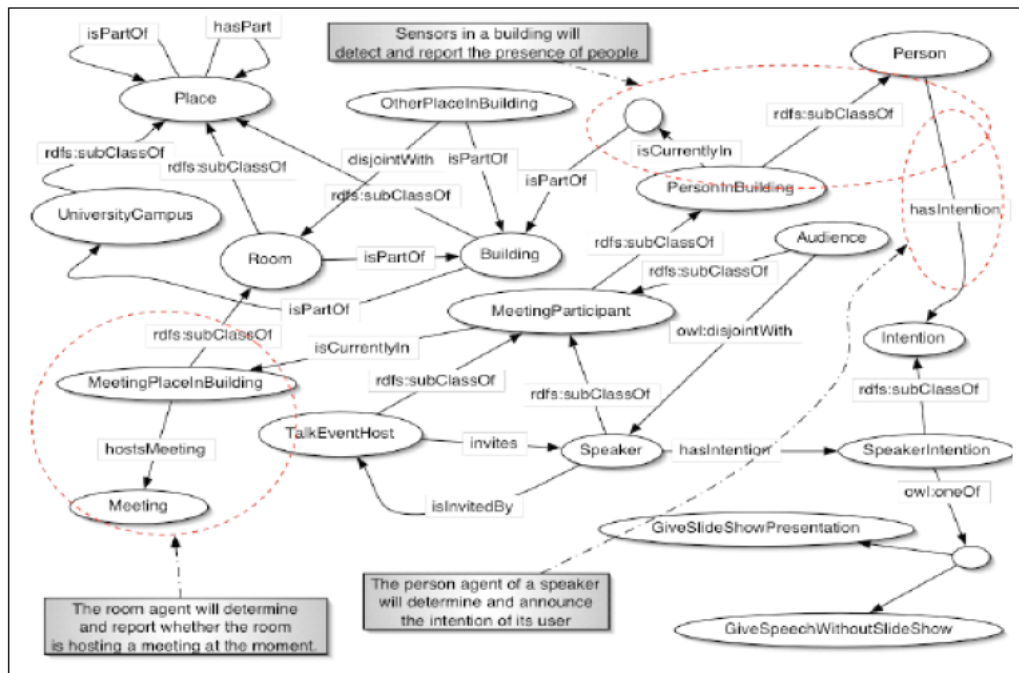 isPartOf
hasPart
Sensors in a building will
detect and report the presence of people
Person
Place
OtherPlaceInBuilding
rdfs:subClassOf
isCurrentlyIn
rdfs:subClassOf
rdfs:subClassOf
disjointWith
isPartOf
isPartOf
PersonInBuilding
rdfs:subClassOf
UniversityCampus
hasIntention
Room
isPartOf
Building
rdfs:subClassOf
Audience
rdfs:subClassOf
isPartOf
MeetingParticipant
rdfs:subClassOf
owl:disjointWith
Intention
isCurrentlyIn
MeetingPlaceInBuilding
rdfs:subClassOf
rdfs:subClassOf
rdfs:subClassOf
TalkEventHost
invites
Speaker
hasIntention
SpeakerIntention
hostsMeeting
owl:oneOf
Meeting
isInvitedBy
GiveSlideShowPresentation
The person agent of a speaker
will determine and announce
the intention of its user
The room agent will determine
and report whether the room
is hosting a meeting at the moment.
GiveSpeechWithoutSlideShow